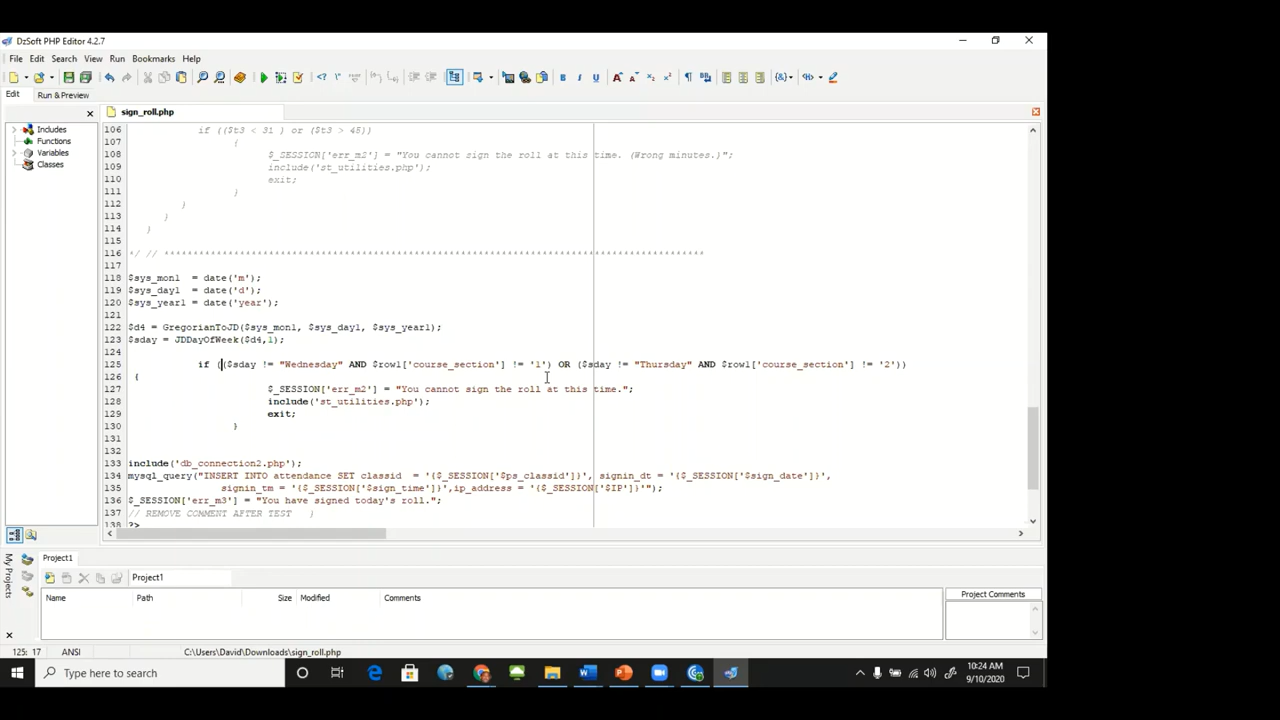 DzSoft PHP Editor 4.2.7
File Edit Search View Run Bookmarks Help
Edit Run & Preview
sign_roll.php
Includes
Functions
Variables
Classes
106 if (($t3 < 31 ) or ($t3 > 45))
107 {
108 $_SESSION['err_m2'] = "You cannot sign the roll at this time. (Wrong minutes.)";
109 include('st_utilities.php');
110 exit;
111 }
112 }
113 }
114 }
115
116 */ // *********************************************************************************************
117
118 $sys_mon1 = date('m');
119 $sys_day1 = date('d');
120 $sys_year1 = date('year');
121
122 $d4 = GregorianToJD($sys_mon1, $sys_day1, $sys_year1);
123 $sday = JDDayOfWeek($d4,1);
124
125 if (($sday != "Wednesday" AND $row1['course_section'] != '1') OR ($sday != "Thursday" AND $row1['course_section'] != '2'))
126 {
127 $_SESSION['err_m2'] = "You cannot sign the roll at this time.";
128 include('st_utilities.php');
129 exit;
130 }
131
132
133 include('db_connection2.php');
134 mysql_query("INSERT INTO attendance SET classid = '{$_SESSION['$ps_classid']}', signin_dt = '{$_SESSION['$sign_date']}',
135 signin_tm = '{$_SESSION['$sign_time']}',ip_address = '{$_SESSION['$IP']}'");
136 $_SESSION['err_m3'] = "You have signed today's roll.";
137 // REMOVE COMMENT AFTER TEST }
138 ?>
My Projects
Project1
Project1
Name Path Size Modified Comments
Project Comments
125: 17 ANSI C:\Users\David\Downloads\sign_roll.php
Type here to search
10:24 AM
9/10/2020